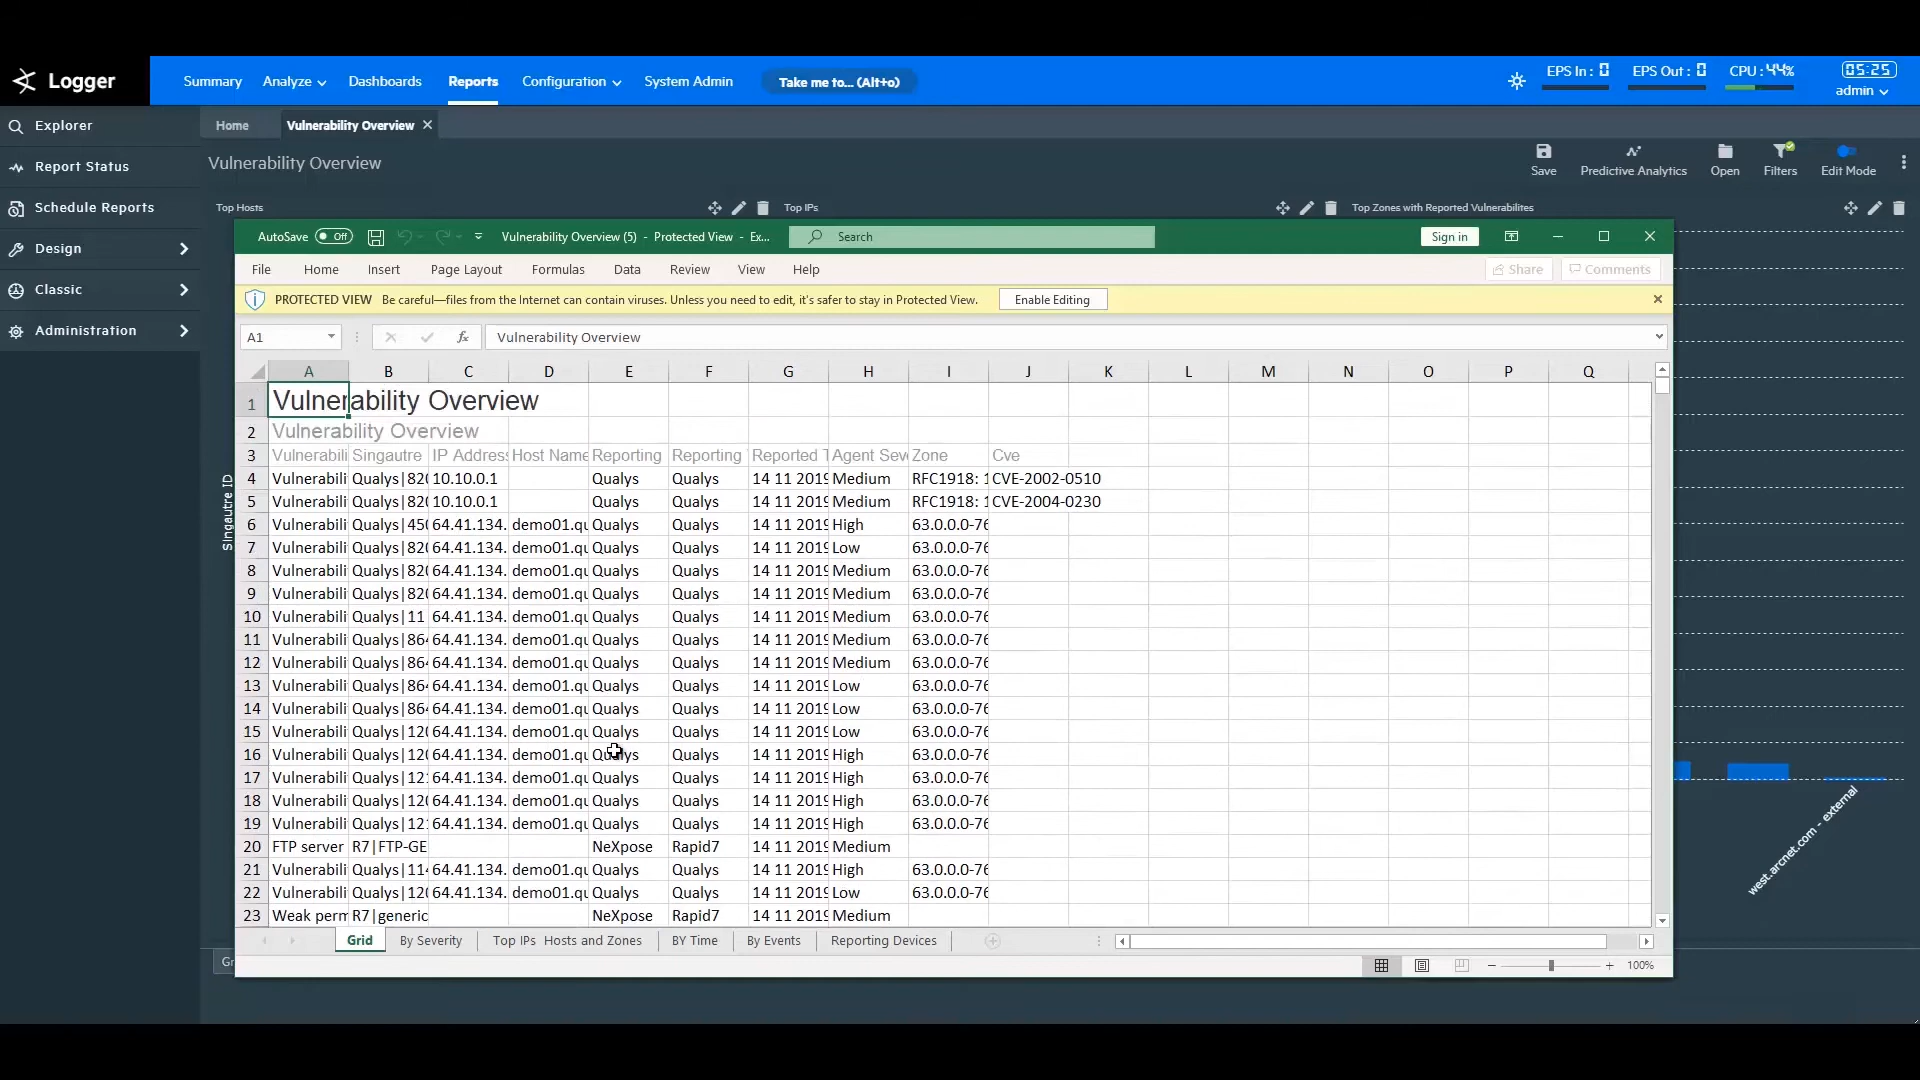 Logger
Summary Analyze Dashboards Reports Configuration System Admin Take me to... (Alt+o) EPS In : 0 EPS Out : 0 CPU : 44% 05:25
admin
Explorer
Home Vulnerability Overview
Report Status
Vulnerability Overview
Save Predictive Analytics Open Filters Edit Mode
Schedule Reports
Top Hosts Top IPs Top Zones with Reported Vulnerabilites
Design
Classic
Administration
AutoSave Off Vulnerability Overview (5) - Protected View - Ex... Search Sign in
File Home Insert Page Layout Formulas Data Review View Help Share Comments
PROTECTED VIEW Be careful—files from the Internet can contain viruses. Unless you need to edit, it's safer to stay in Protected View. Enable Editing
A1 fx Vulnerability Overview
A B C D E F G H I J K L M N O P Q
1 Vulnerability Overview
2 Vulnerability Overview
3 Vulnerabili Singautre IP Address Host Name Reporting Reporting Reported T Agent Seve Zone Cve
4 Vulnerabili Qualys|820 10.10.0.1 Qualys Qualys 14 11 2019 Medium RFC1918: 1 CVE-2002-0510
5 Vulnerabili Qualys|820 10.10.0.1 Qualys Qualys 14 11 2019 Medium RFC1918: 1 CVE-2004-0230
6 Vulnerabili Qualys|450 64.41.134. demo01.qu Qualys Qualys 14 11 2019 High 63.0.0.0-76
7 Vulnerabili Qualys|820 64.41.134. demo01.qu Qualys Qualys 14 11 2019 Low 63.0.0.0-76
8 Vulnerabili Qualys|820 64.41.134. demo01.qu Qualys Qualys 14 11 2019 Medium 63.0.0.0-76
9 Vulnerabili Qualys|820 64.41.134. demo01.qu Qualys Qualys 14 11 2019 Medium 63.0.0.0-76
10 Vulnerabili Qualys|11 64.41.134. demo01.qu Qualys Qualys 14 11 2019 Medium 63.0.0.0-76
11 Vulnerabili Qualys|864 64.41.134. demo01.qu Qualys Qualys 14 11 2019 Medium 63.0.0.0-76
12 Vulnerabili Qualys|864 64.41.134. demo01.qu Qualys Qualys 14 11 2019 Medium 63.0.0.0-76
13 Vulnerabili Qualys|864 64.41.134. demo01.qu Qualys Qualys 14 11 2019 Low 63.0.0.0-76
14 Vulnerabili Qualys|864 64.41.134. demo01.qu Qualys Qualys 14 11 2019 Low 63.0.0.0-76
15 Vulnerabili Qualys|120 64.41.134. demo01.qu Qualys Qualys 14 11 2019 Low 63.0.0.0-76
16 Vulnerabili Qualys|120 64.41.134. demo01.qu Qualys Qualys 14 11 2019 High 63.0.0.0-76
17 Vulnerabili Qualys|121 64.41.134. demo01.qu Qualys Qualys 14 11 2019 High 63.0.0.0-76
18 Vulnerabili Qualys|120 64.41.134. demo01.qu Qualys Qualys 14 11 2019 High 63.0.0.0-76
19 Vulnerabili Qualys|121 64.41.134. demo01.qu Qualys Qualys 14 11 2019 High 63.0.0.0-76
20 FTP server R7|FTP-GE NeXpose Rapid7 14 11 2019 Medium
21 Vulnerabili Qualys|114 64.41.134. demo01.qu Qualys Qualys 14 11 2019 High 63.0.0.0-76
22 Vulnerabili Qualys|120 64.41.134. demo01.qu Qualys Qualys 14 11 2019 Low 63.0.0.0-76
23 Weak perm R7|generic NeXpose Rapid7 14 11 2019 Medium
Singautre ID
west.arcnet.com - external
Grid By Severity Top IPs Hosts and Zones BY Time By Events Reporting Devices
Gr
100%